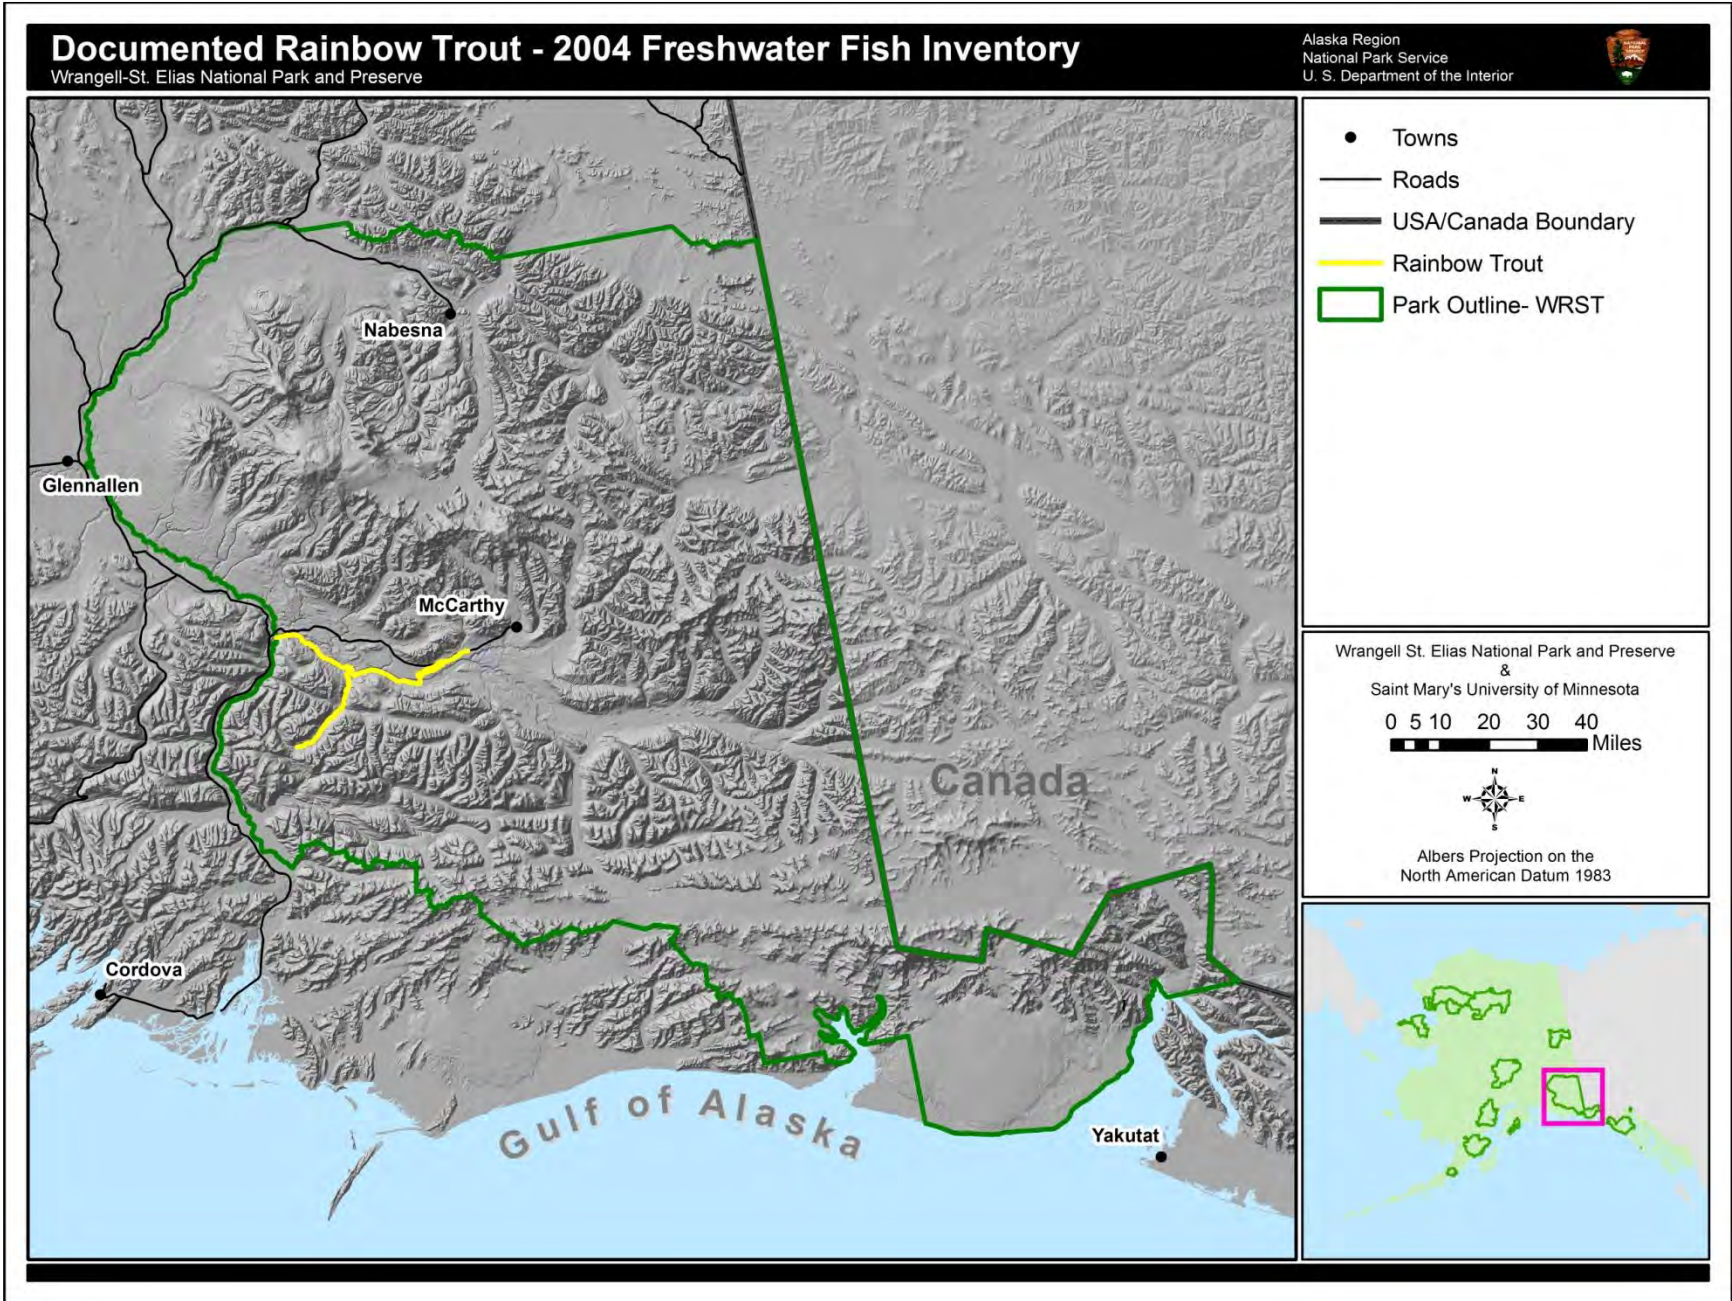 Documented Rainbow Trout - 2004 Freshwater Fish Inventory
Wrangell-St. Elias National Park and Preserve
Alaska Region
National Park Service
U. S. Department of the Interior
Towns
Roads
USA/Canada Boundary
Rainbow Trout
Park Outline- WRST
Nabesna
Glennallen
McCarthy
Canada
Cordova
Gulf of Alaska
Yakutat
Wrangell St. Elias National Park and Preserve
&
Saint Mary's University of Minnesota
0 5 10 20 30 40
Miles
N
W E
S
Albers Projection on the
North American Datum 1983